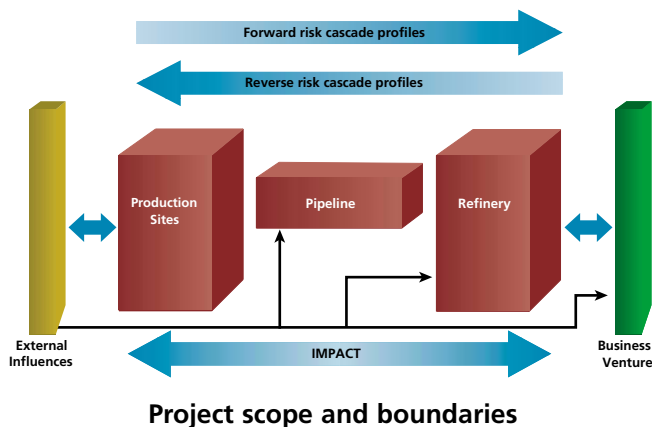 Forward risk cascade profiles
Reverse risk cascade profiles
Production
Sites
Pipeline
Refinery
External
Influences
IMPACT
Business
Venture
Project scope and boundaries